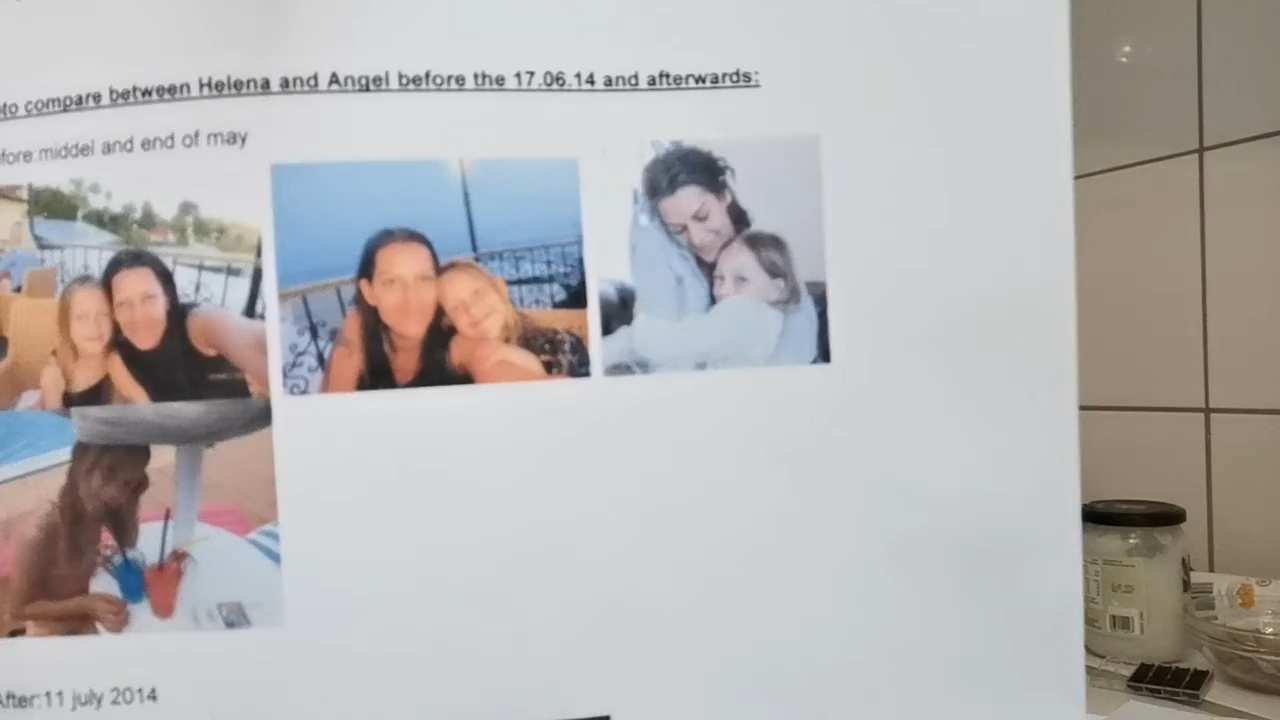 to compare between Helena and Angel before the 17.06.14 and afterwards:
fore:middel and end of may
After:11 july 2014